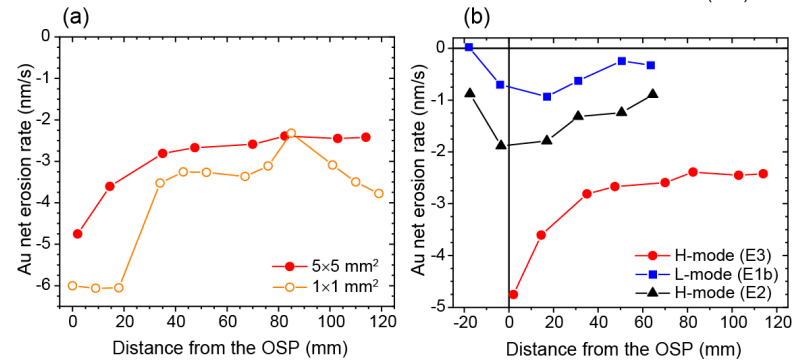 (a)
(b)
0
-1
-2
-3
-4
-5
-6
Au net erosion rate (nm/s)
5×5 mm²
1×1 mm²
0 20 40 60 80 100 120
Distance from the OSP (mm)
0
-1
-2
-3
-4
-5
Au net erosion rate (nm/s)
H-mode (E3)
L-mode (E1b)
H-mode (E2)
-20 0 20 40 60 80 100 120
Distance from the OSP (mm)